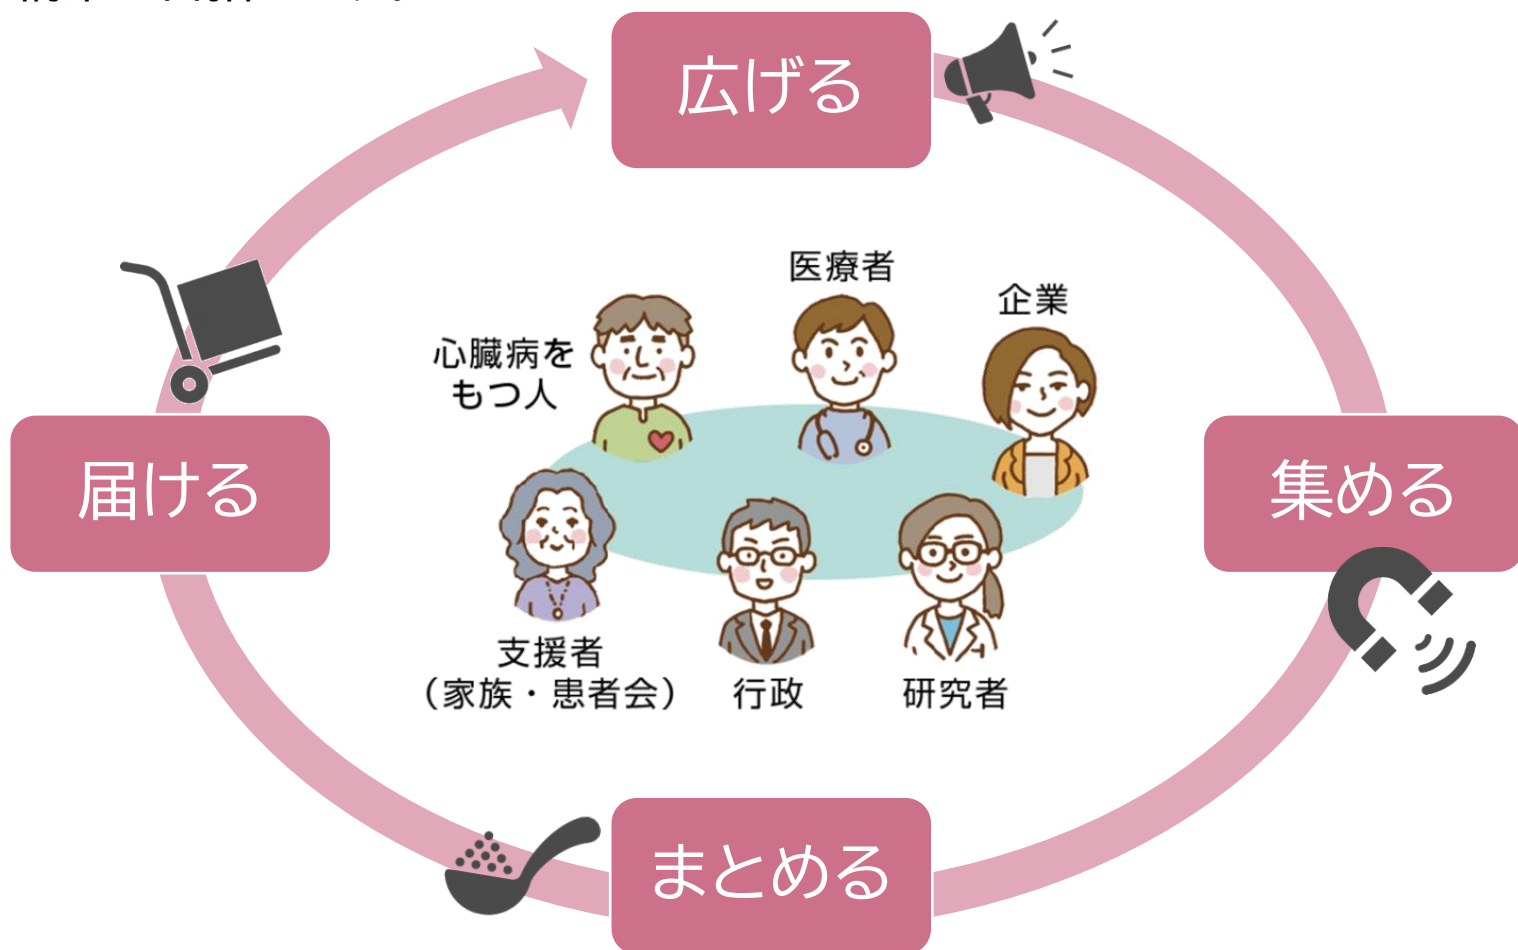 広げる
医療者
企業
心臓病を
もつ人
届ける
集める
支援者
（家族・患者会）
行政
研究者
まとめる